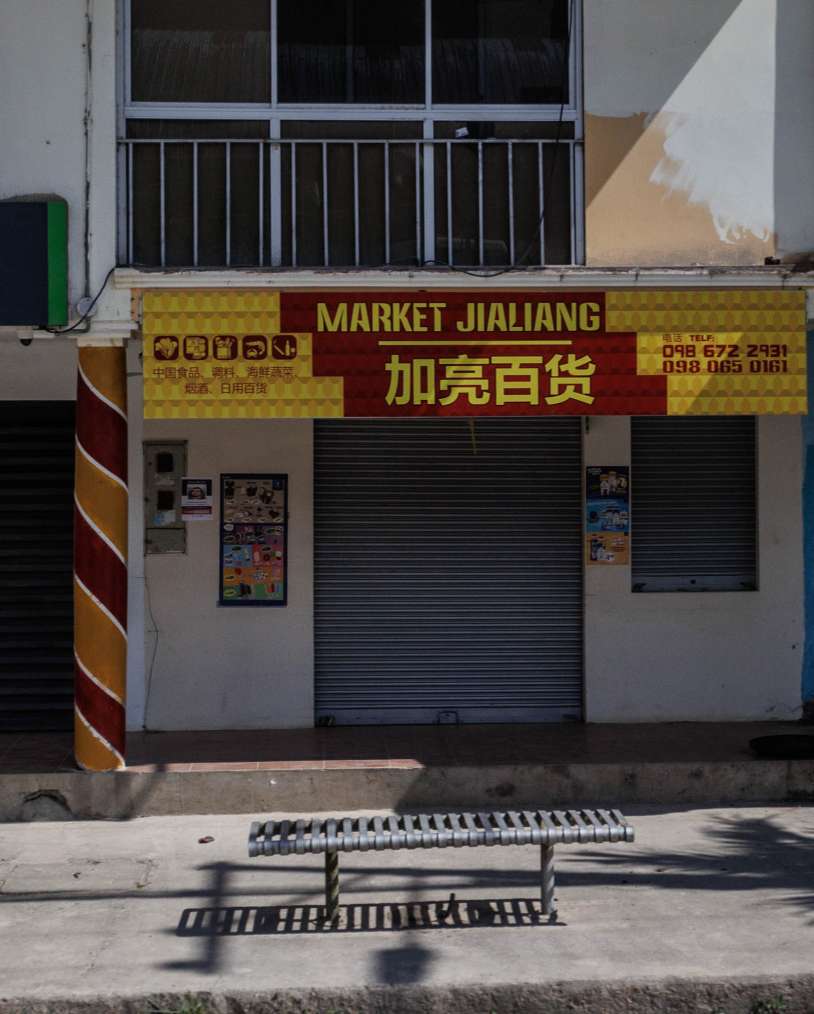 MARKET JIALIANG
加亮百货
中国食品、调料、海鲜蔬菜、
烟酒、日用百货
电话 TELF:
098 672 2931
098 065 0161